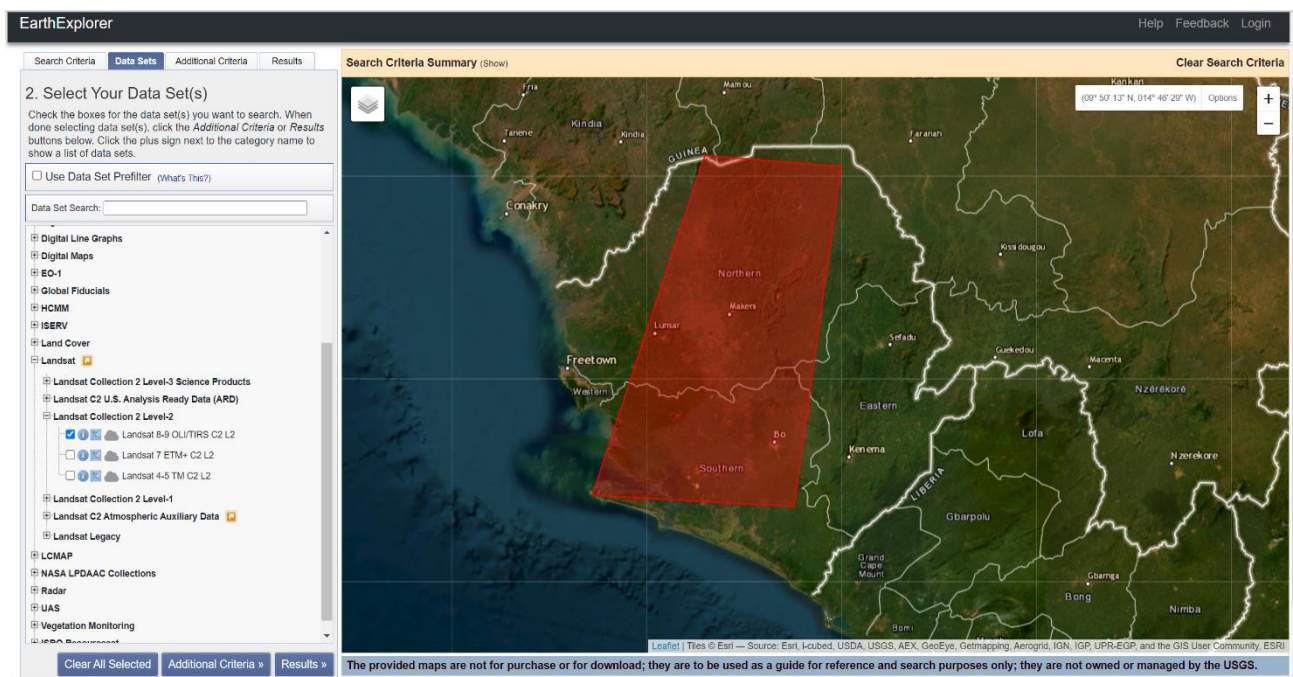 EarthExplorer
Help Feedback Login
Search Criteria Data Sets Additional Criteria Results
2. Select Your Data Set(s)
Check the boxes for the data set(s) you want to search. When
done selecting data set(s), click the Additional Criteria or Results
buttons below. Click the plus sign next to the category name to
show a list of data sets.
Use Data Set Prefilter (What's This?)
Data Set Search:
Digital Line Graphs
Digital Maps
EO-1
Global Fiducials
HCMM
ISERV
Land Cover
Landsat
Landsat Collection 2 Level-3 Science Products
Landsat C2 U.S. Analysis Ready Data (ARD)
Landsat Collection 2 Level-2
Landsat 8-9 OLI/TIRS C2 L2
Landsat 7 ETM+ C2 L2
Landsat 4-5 TM C2 L2
Landsat Collection 2 Level-1
Landsat C2 Atmospheric Auxiliary Data
Landsat Legacy
LCMAP
NASA LPDAAC Collections
Radar
UAS
Vegetation Monitoring
Clear All Selected Additional Criteria » Results »
Search Criteria Summary (Show)
Clear Search Criteria
(09° 50' 13" N, 014° 46' 29" W) Options
+
−
Kankan
Fria
Mamou
Tanene
Kindia
Kindia
Faranah
GUINEA
Conakry
Kissidougou
Northern
Makeni
Lunsar
Sefadu
Freetown
Guekedou
Macenta
Western
Nzérékoré
Eastern
Bo
Lofa
Kenema
Nzerekore
Southern
LIBERIA
Gbarpolu
Grand
Cape
Mount
Gbarnga
Bong
Nimba
Bomi
Leaflet | Tiles © Esri — Source: Esri, i-cubed, USDA, USGS, AEX, GeoEye, Getmapping, Aerogrid, IGN, IGP, UPR-EGP, and the GIS User Community, ESRI
The provided maps are not for purchase or for download; they are to be used as a guide for reference and search purposes only; they are not owned or managed by the USGS.